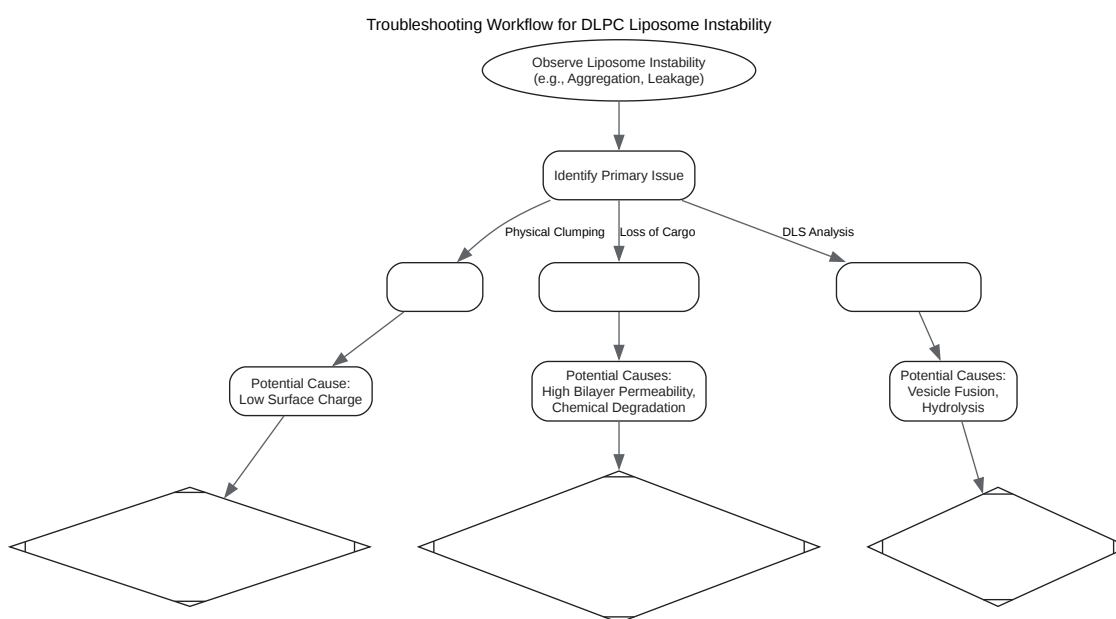 Troubleshooting Workflow for DLPC Liposome Instability
Observe Liposome Instability
(e.g., Aggregation, Leakage)
Identify Primary Issue
Physical Clumping
Loss of Cargo
DLS Analysis
Potential Cause:
Low Surface Charge
Potential Causes:
High Bilayer Permeability,
Chemical Degradation
Potential Causes:
Vesicle Fusion,
Hydrolysis